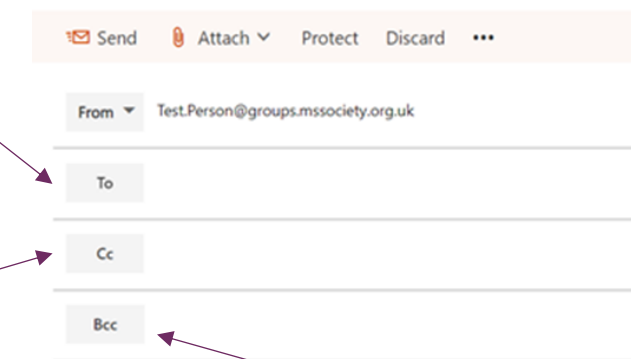 Send Attach Protect Discard •••
From Test.Person@groups.mssociety.org.uk
To
Cc
Bcc